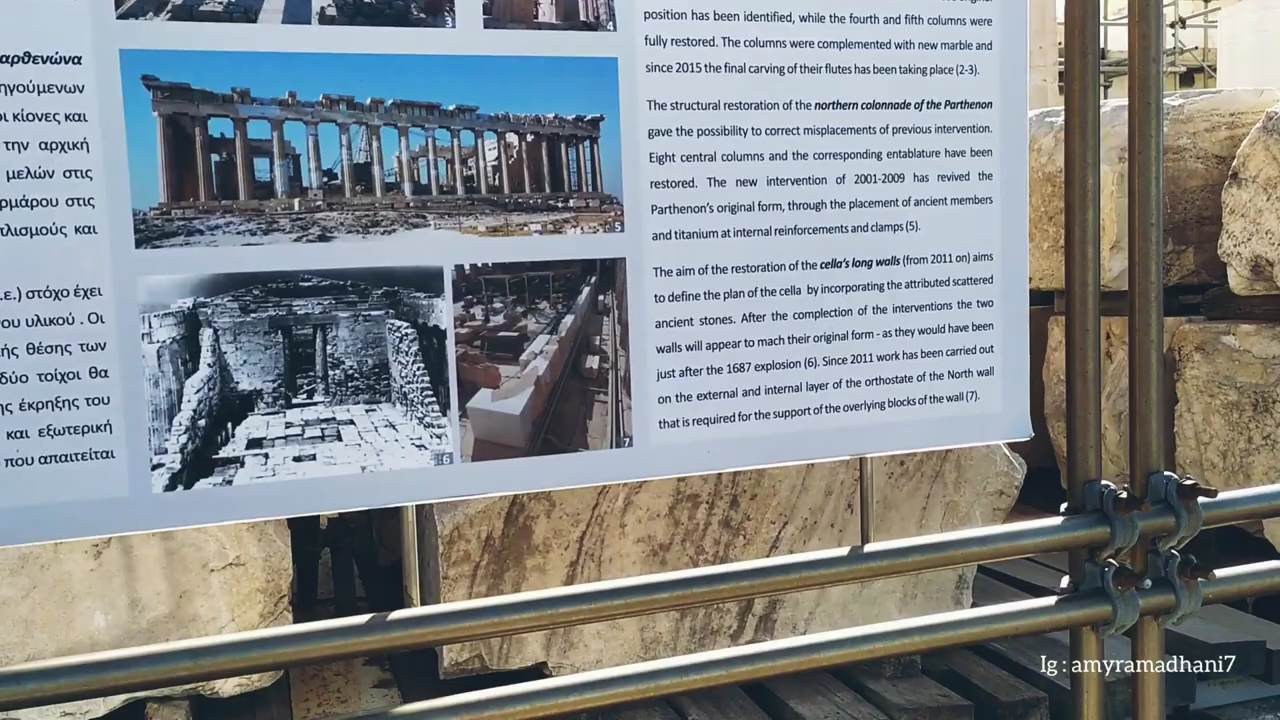 αρθενώνα
ηγούμενων
οι κίονες και
την αρχική
μελών στις
ρμάρου στις
πλισμούς και
.ε.) στόχο έχει
ου υλικού . Οι
κής θέσης των
δύο τοίχοι θα
ης έκρηξης του
και εξωτερική
που απαιτείται
3
4
5
6
7
position has been identified, while the fourth and fifth columns were
fully restored. The columns were complemented with new marble and
since 2015 the final carving of their flutes has been taking place (2-3).
The structural restoration of the northern colonnade of the Parthenon
gave the possibility to correct misplacements of previous intervention.
Eight central columns and the corresponding entablature have been
restored. The new intervention of 2001-2009 has revived the
Parthenon's original form, through the placement of ancient members
and titanium at internal reinforcements and clamps (5).
The aim of the restoration of the cella's long walls (from 2011 on) aims
to define the plan of the cella by incorporating the attributed scattered
ancient stones. After the complection of the interventions the two
walls will appear to mach their original form - as they would have been
just after the 1687 explosion (6). Since 2011 work has been carried out
on the external and internal layer of the orthostate of the North wall
that is required for the support of the overlying blocks of the wall (7).
Ig : amyramadhani7